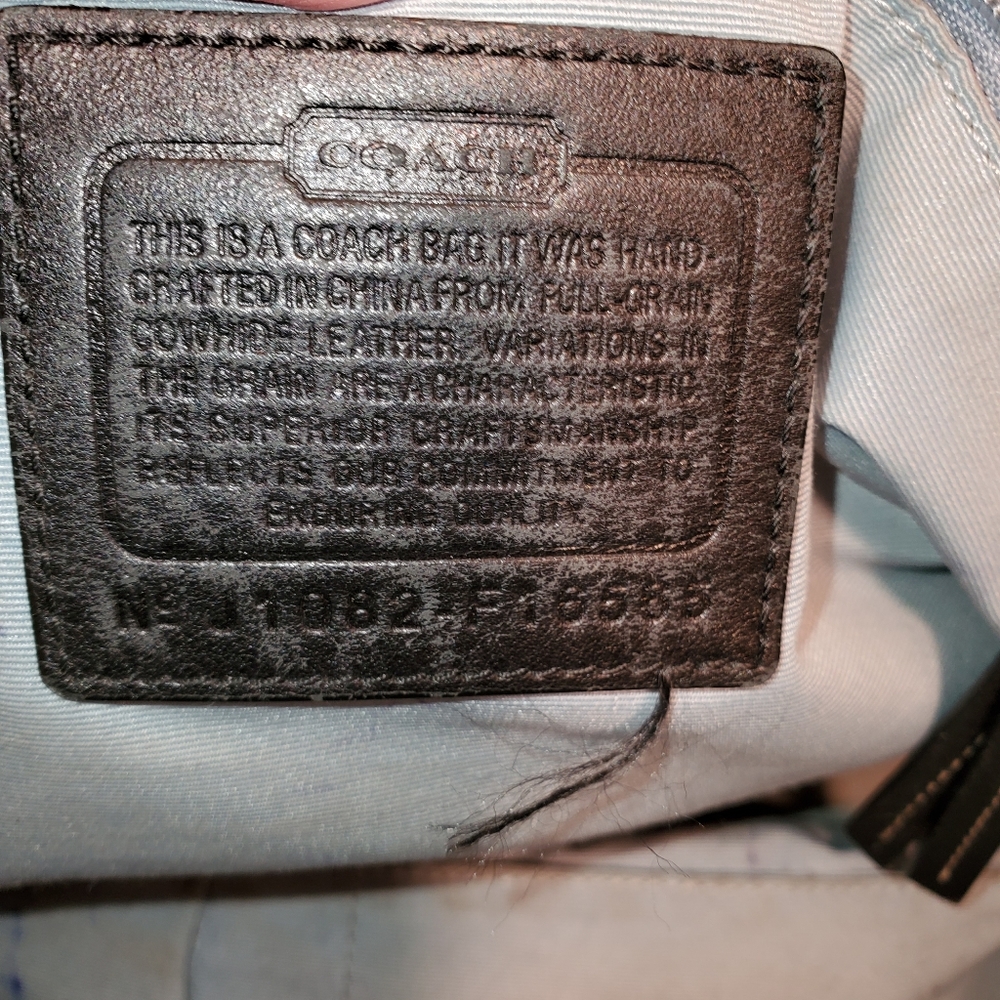 COACH
THIS IS A COACH BAG. IT WAS HAND-
CRAFTED IN CHINA FROM FULL-GRAIN
COWHIDE LEATHER. VARIATIONS IN
THE GRAIN ARE A CHARACTERISTIC.
ITS SUPERIOR CRAFTSMANSHIP
REFLECTS OUR COMMITMENT TO
ENDURING QUALITY.
Nº J1082-